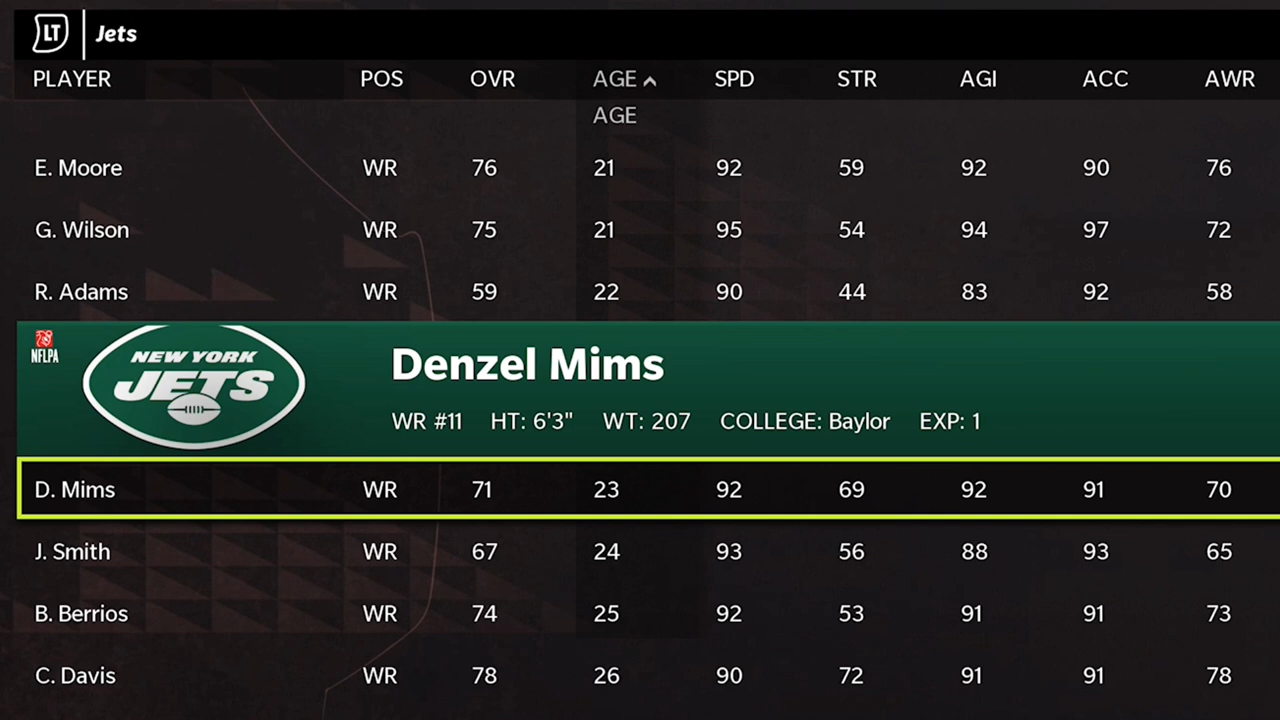 LT Jets
PLAYER POS OVR AGE SPD STR AGI ACC AWR
AGE
E. Moore WR 76 21 92 59 92 90 76
G. Wilson WR 75 21 95 54 94 97 72
R. Adams WR 59 22 90 44 83 92 58
NFLPA
NEW YORK
JETS
Denzel Mims
WR #11 HT: 6'3" WT: 207 COLLEGE: Baylor EXP: 1
D. Mims WR 71 23 92 69 92 91 70
J. Smith WR 67 24 93 56 88 93 65
B. Berrios WR 74 25 92 53 91 91 73
C. Davis WR 78 26 90 72 91 91 78